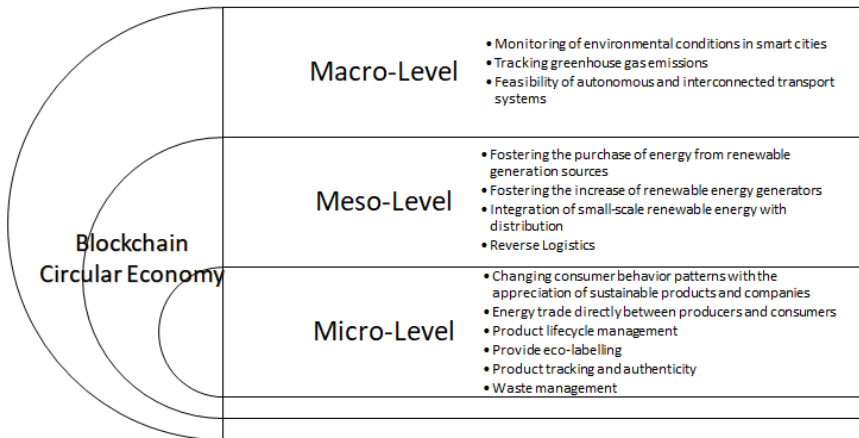 Blockchain
Circular Economy
Macro-Level
• Monitoring of environmental conditions in smart cities
• Tracking greenhouse gas emissions
• Feasibility of autonomous and interconnected transport
systems
Meso-Level
• Fostering the purchase of energy from renewable
generation sources
• Fostering the increase of renewable energy generators
• Integration of small-scale renewable energy with
distribution
• Reverse Logistics
Micro-Level
• Changing consumer behavior patterns with the
appreciation of sustainable products and companies
• Energy trade directly between producers and consumers
• Product lifecycle management
• Provide eco-labelling
• Product tracking and authenticity
• Waste management